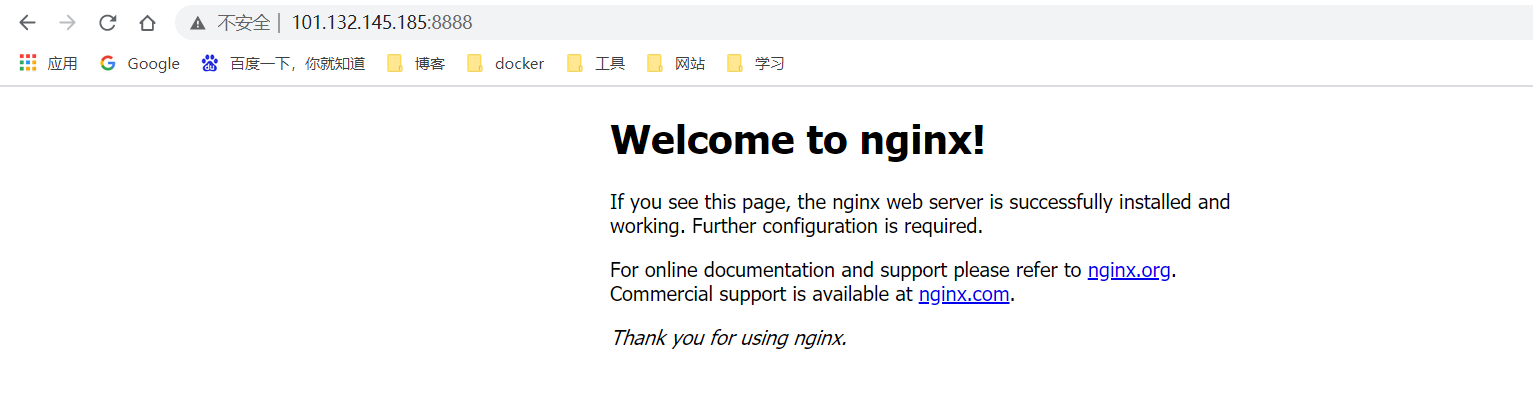 不安全 | 101.132.145.185:8888
应用 Google 百度一下，你就知道 博客 docker 工具 网站 学习
Welcome to nginx!
If you see this page, the nginx web server is successfully installed and
working. Further configuration is required.
For online documentation and support please refer to nginx.org.
Commercial support is available at nginx.com.
Thank you for using nginx.